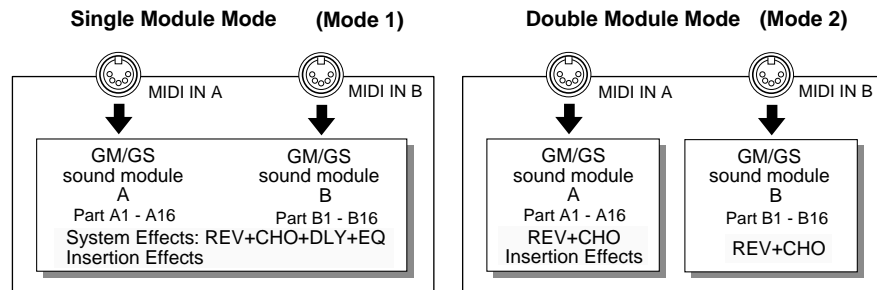 Single Module Mode (Mode 1)
MIDI IN A
MIDI IN B
GM/GS
sound module
A
Part A1 - A16
GM/GS
sound module
B
Part B1 - B16
System Effects: REV+CHO+DLY+EQ
Insertion Effects
Double Module Mode (Mode 2)
MIDI IN A
MIDI IN B
GM/GS
sound module
A
Part A1 - A16
REV+CHO
Insertion Effects
GM/GS
sound module
B
Part B1 - B16
REV+CHO